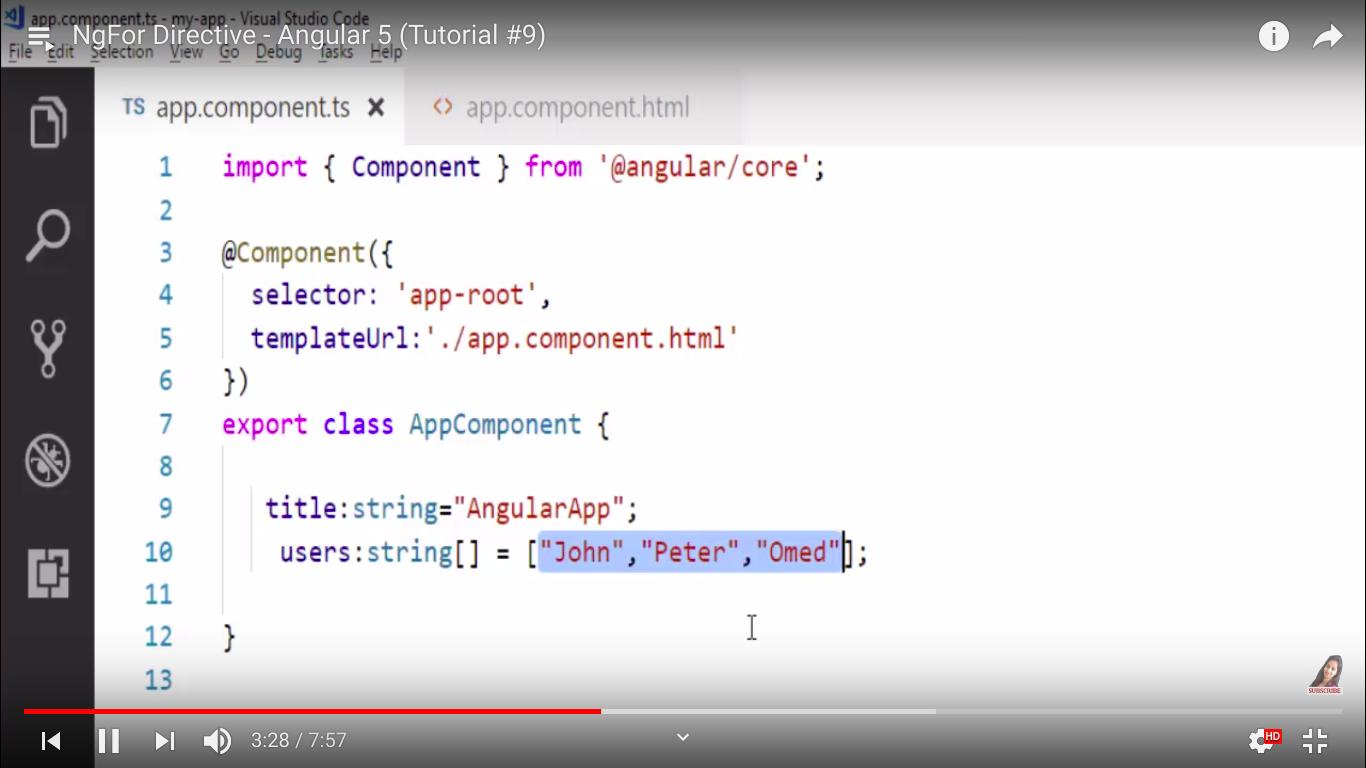 app.component.ts - my-app - Visual Studio Code
NgFor Directive - Angular 5 (Tutorial #9)
File Edit Selection View Go Debug Tasks Help
TS app.component.ts
<> app.component.html
1 import { Component } from '@angular/core';
2
3 @Component({
4 selector: 'app-root',
5 templateUrl:'./app.component.html'
6 })
7 export class AppComponent {
8
9 title:string="AngularApp";
10 users:string[] = ["John","Peter","Omed"];
11
12 }
13
SUBSCRIBE
3:28 / 7:57
HD